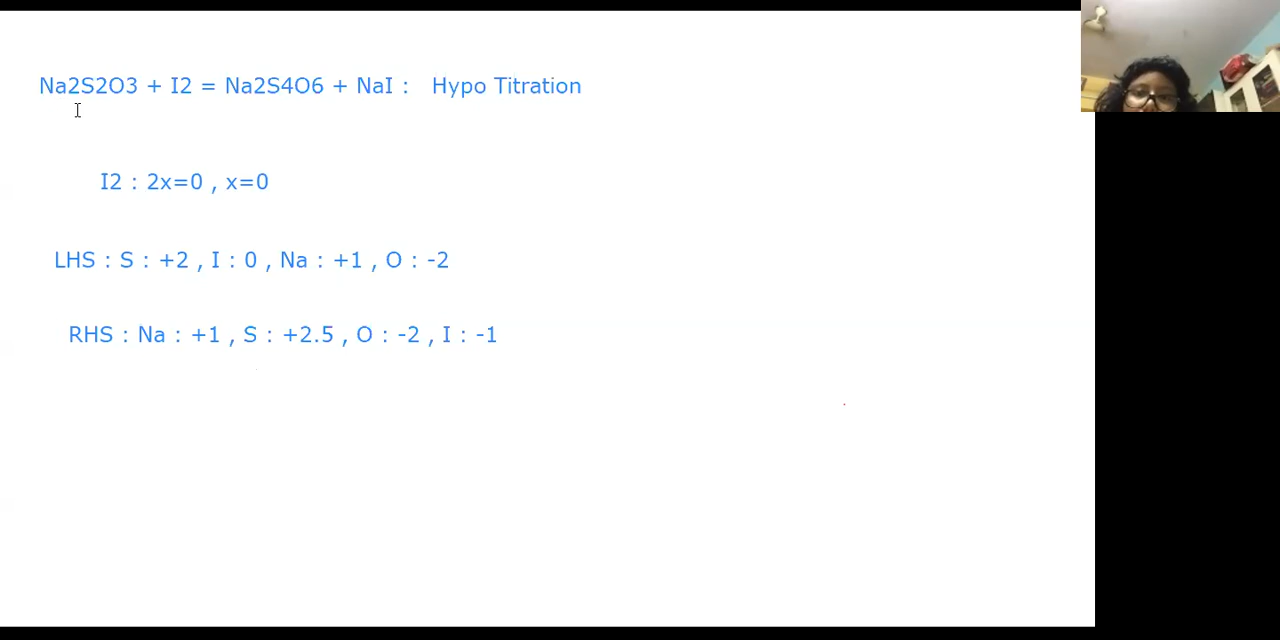 Na2S2O3 + I2 = Na2S4O6 + NaI :   Hypo Titration
I2 : 2x=0 , x=0
LHS : S : +2 , I : 0 , Na : +1 , O : -2
RHS : Na : +1 , S : +2.5 , O : -2 , I : -1